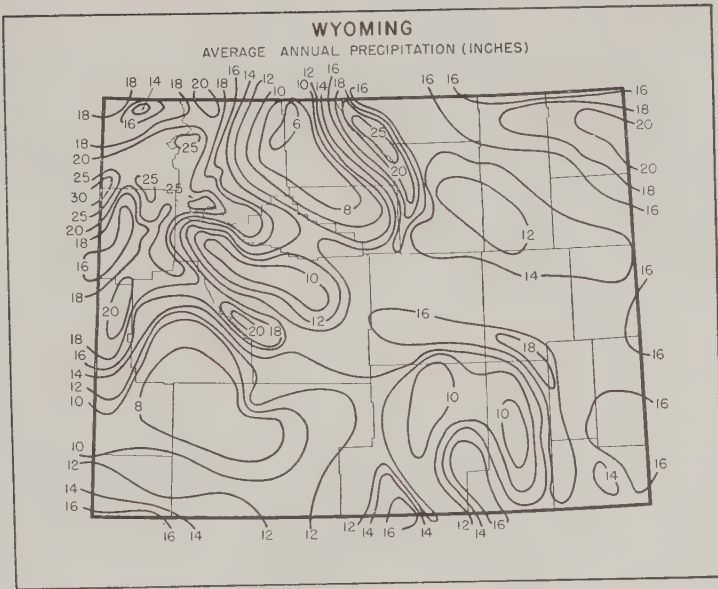 WYOMING
AVERAGE ANNUAL PRECIPITATION (INCHES)
16 12 12 16
18 14 18 20 18 14 10 10 14 18 16 16 16
18 16 16
6 18
20
18 25 25
20
20 20
25 25 18
30 16
25 8
20
18 12
16 10 14
18 16
20 12 16
20 18
18 18
16 16
14
12 10 16
10 8 10
10
12
14 14 16
16 12
16 14 12 12 14 16 14 12 14 16